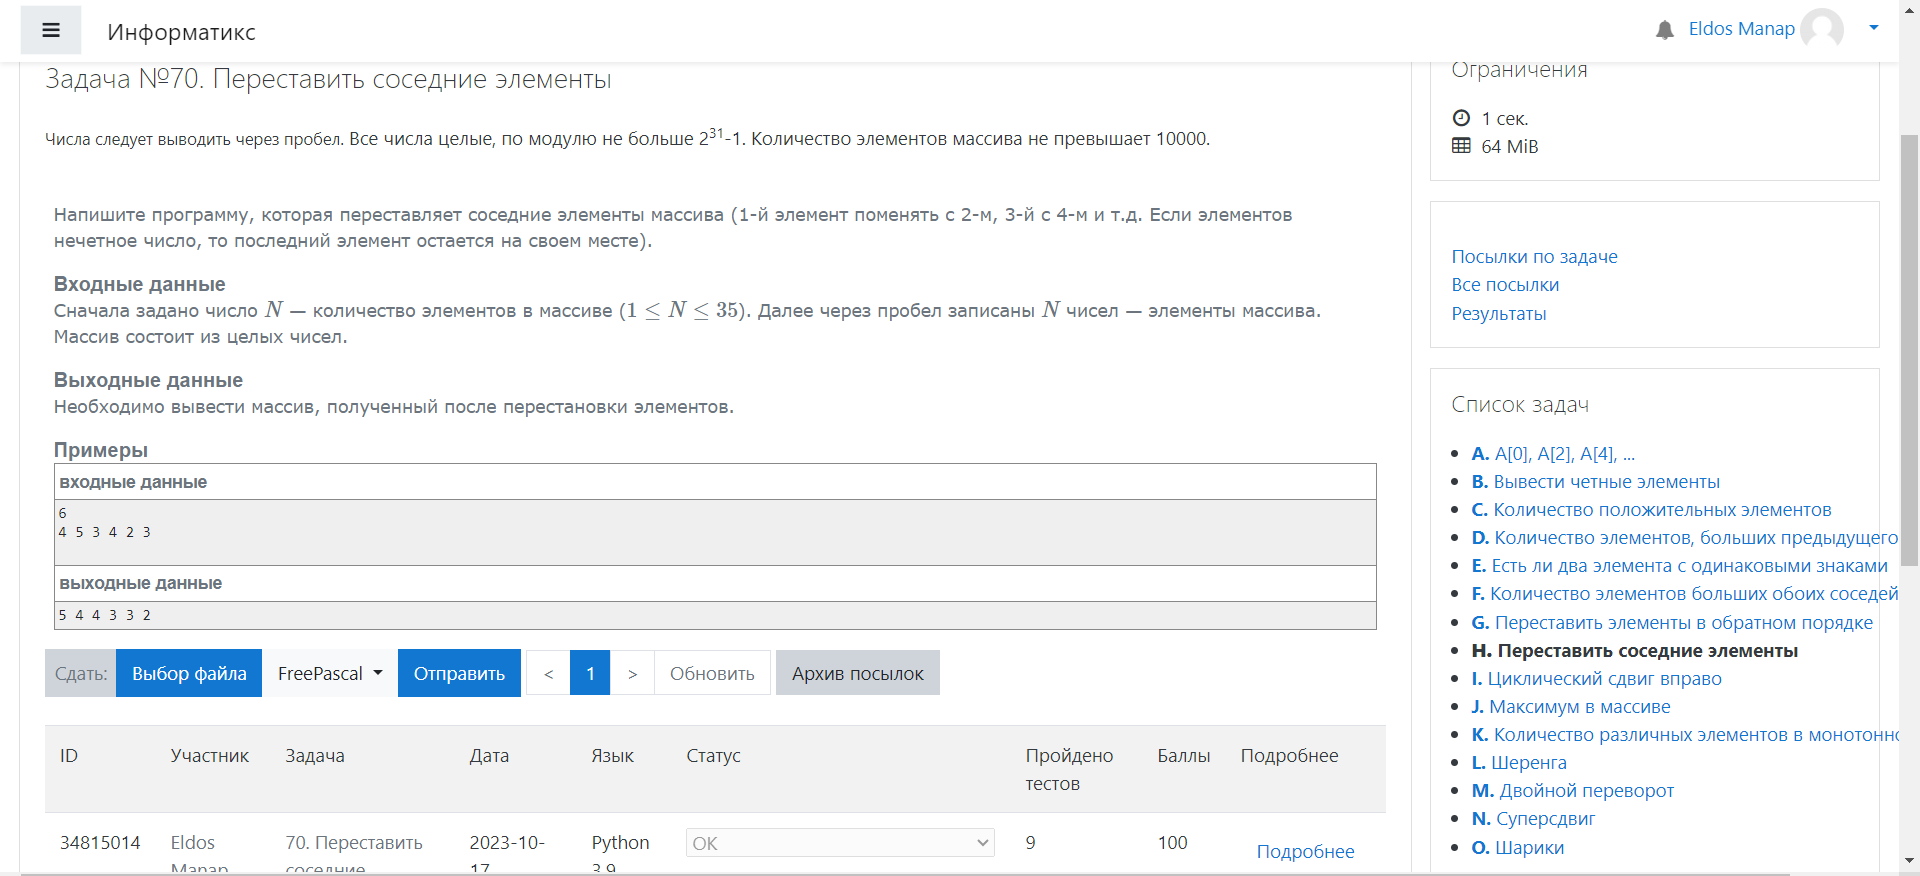 Информатикс
Eldos Manap
Задача №70. Переставить соседние элементы
Числа следует выводить через пробел. Все числа целые, по модулю не больше 2^31-1. Количество элементов массива не превышает 10000.
Напишите программу, которая переставляет соседние элементы массива (1-й элемент поменять с 2-м, 3-й с 4-м и т.д. Если элементов
нечетное число, то последний элемент остается на своем месте).
Входные данные
Сначала задано число N — количество элементов в массиве (1 ≤ N ≤ 35). Далее через пробел записаны N чисел — элементы массива.
Массив состоит из целых чисел.
Выходные данные
Необходимо вывести массив, полученный после перестановки элементов.
Примеры
входные данные
6
4 5 3 4 2 3
выходные данные
5 4 4 3 3 2
Сдать: Выбор файла FreePascal Отправить < 1 > Обновить Архив посылок
ID Участник Задача Дата Язык Статус Пройдено тестов Баллы Подробнее
34815014 Eldos Manap 70. Переставить соседние 2023-10-17 Python 3.9 OK 9 100 Подробнее
Ограничения
1 сек.
64 MiB
Посылки по задаче
Все посылки
Результаты
Список задач
A. A[0], A[2], A[4], ...
B. Вывести четные элементы
C. Количество положительных элементов
D. Количество элементов, больших предыдущего
E. Есть ли два элемента с одинаковыми знаками
F. Количество элементов больших обоих соседей
G. Переставить элементы в обратном порядке
H. Переставить соседние элементы
I. Циклический сдвиг вправо
J. Максимум в массиве
K. Количество различных элементов в монотонно
L. Шеренга
M. Двойной переворот
N. Суперсдвиг
O. Шарики